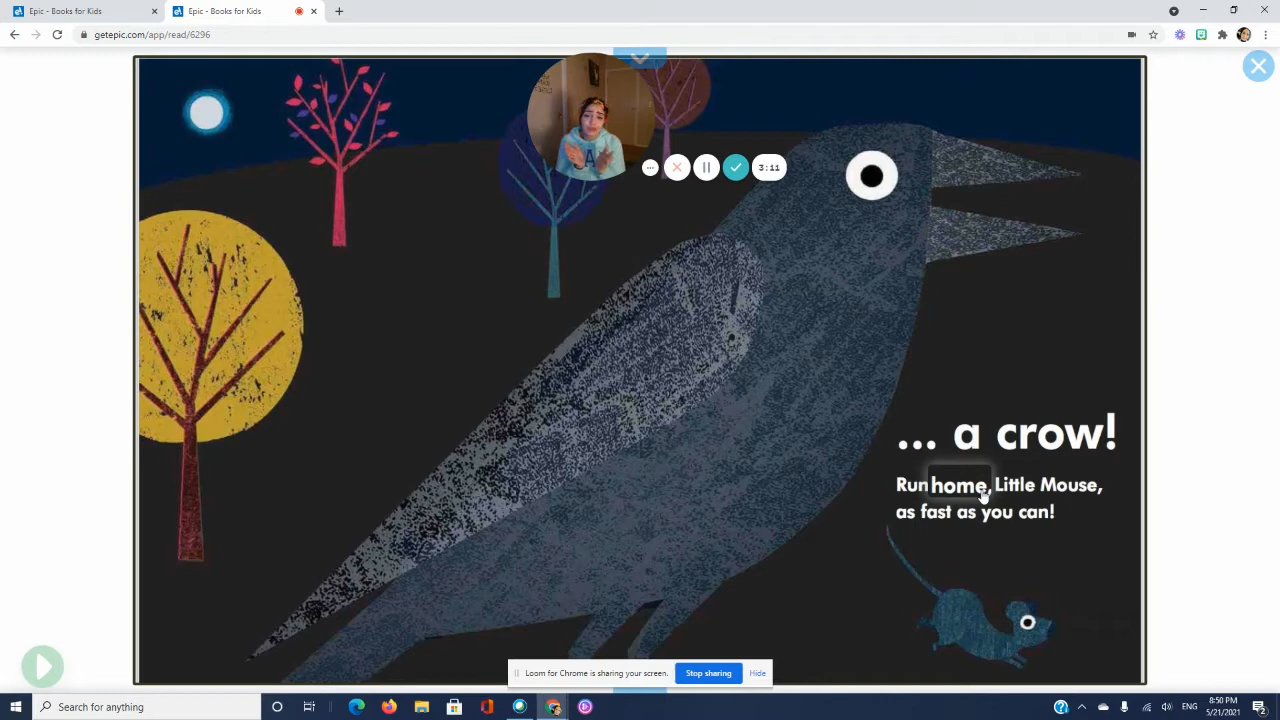 Epic - Books for Kids
Epic - Books for Kids
getepic.com/app/read/6296
3:11
... a crow!
Run home, Little Mouse,
as fast as you can!
Loom for Chrome is sharing your screen. Stop sharing Hide
Search for anything
ENG
8:50 PM
5/21/2021